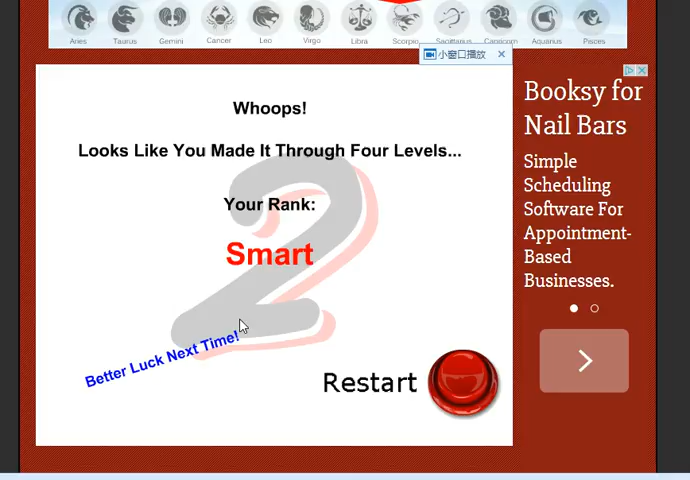 Aries Taurus Gemini Cancer Leo Virgo Libra Scorpio Sagittarius Capricorn Aquarius Pisces
小窗口播放
Whoops!
Looks Like You Made It Through Four Levels...
2
Your Rank:
Smart
Better Luck Next Time!
Restart
Booksy for
Nail Bars
Simple
Scheduling
Software For
Appointment-
Based
Businesses.